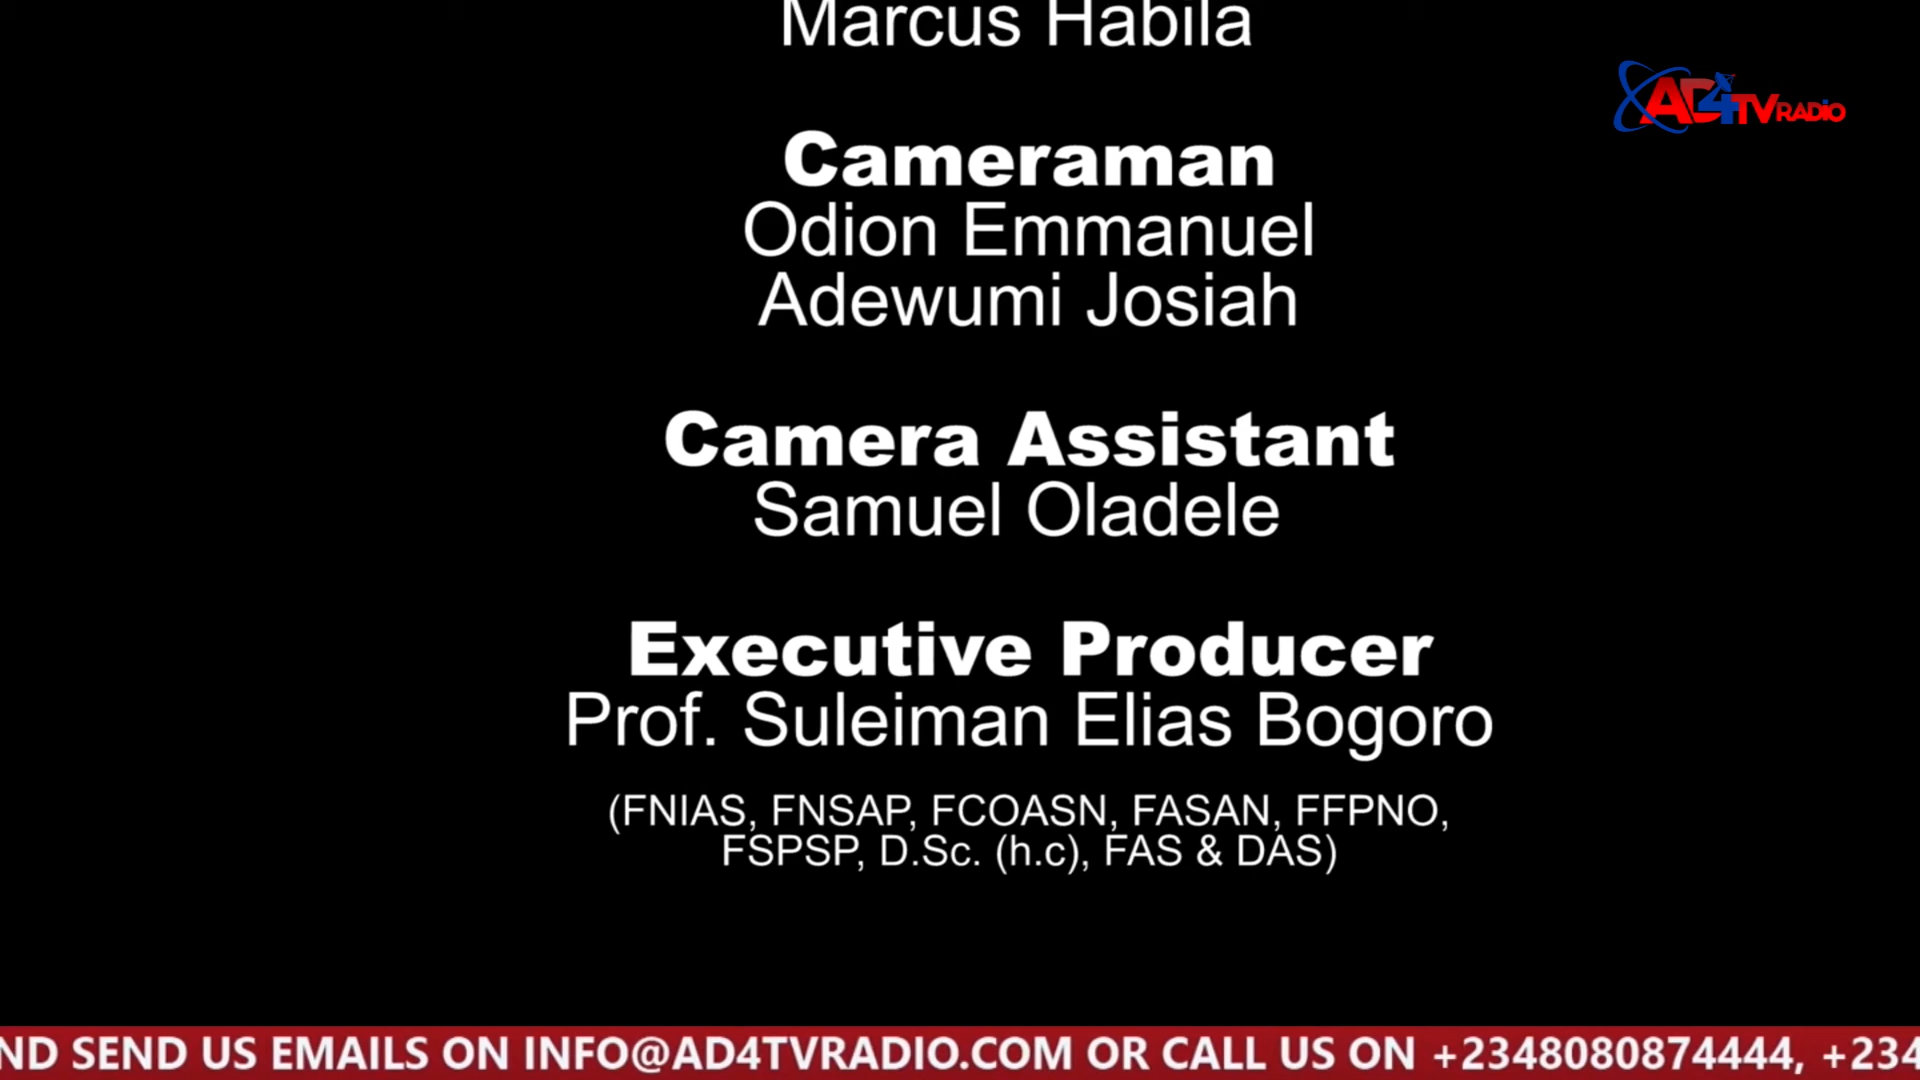 Marcus Habila
AD4TVRADIO
Cameraman
Odion Emmanuel
Adewumi Josiah
Camera Assistant
Samuel Oladele
Executive Producer
Prof. Suleiman Elias Bogoro
(FNIAS, FNSAP, FCOASN, FASAN, FFPNO,
FSPSP, D.Sc. (h.c), FAS & DAS)
ND SEND US EMAILS ON INFO@AD4TVRADIO.COM OR CALL US ON +2348080874444, +234